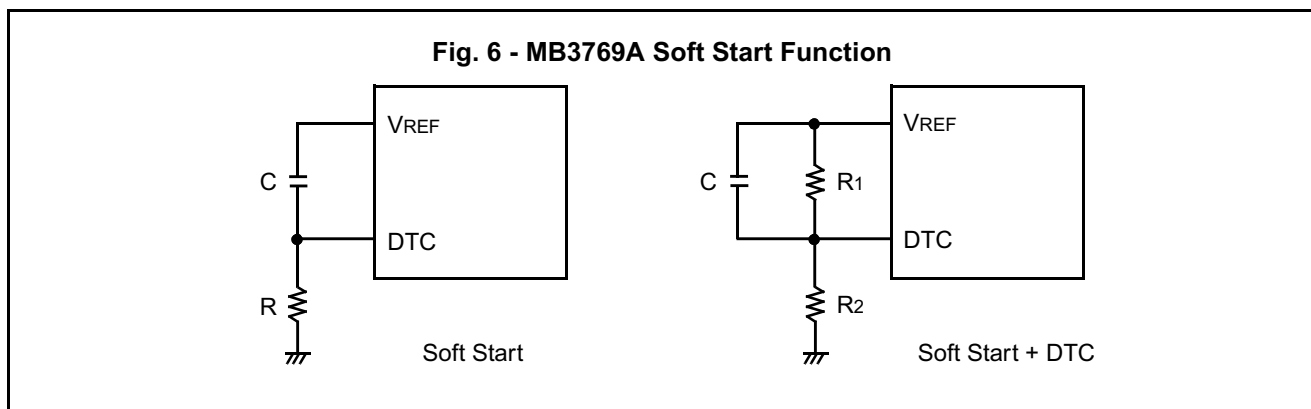 Fig. 6 - MB3769A Soft Start Function
VREF
C
DTC
R
Soft Start
VREF
C
R1
DTC
R2
Soft Start + DTC